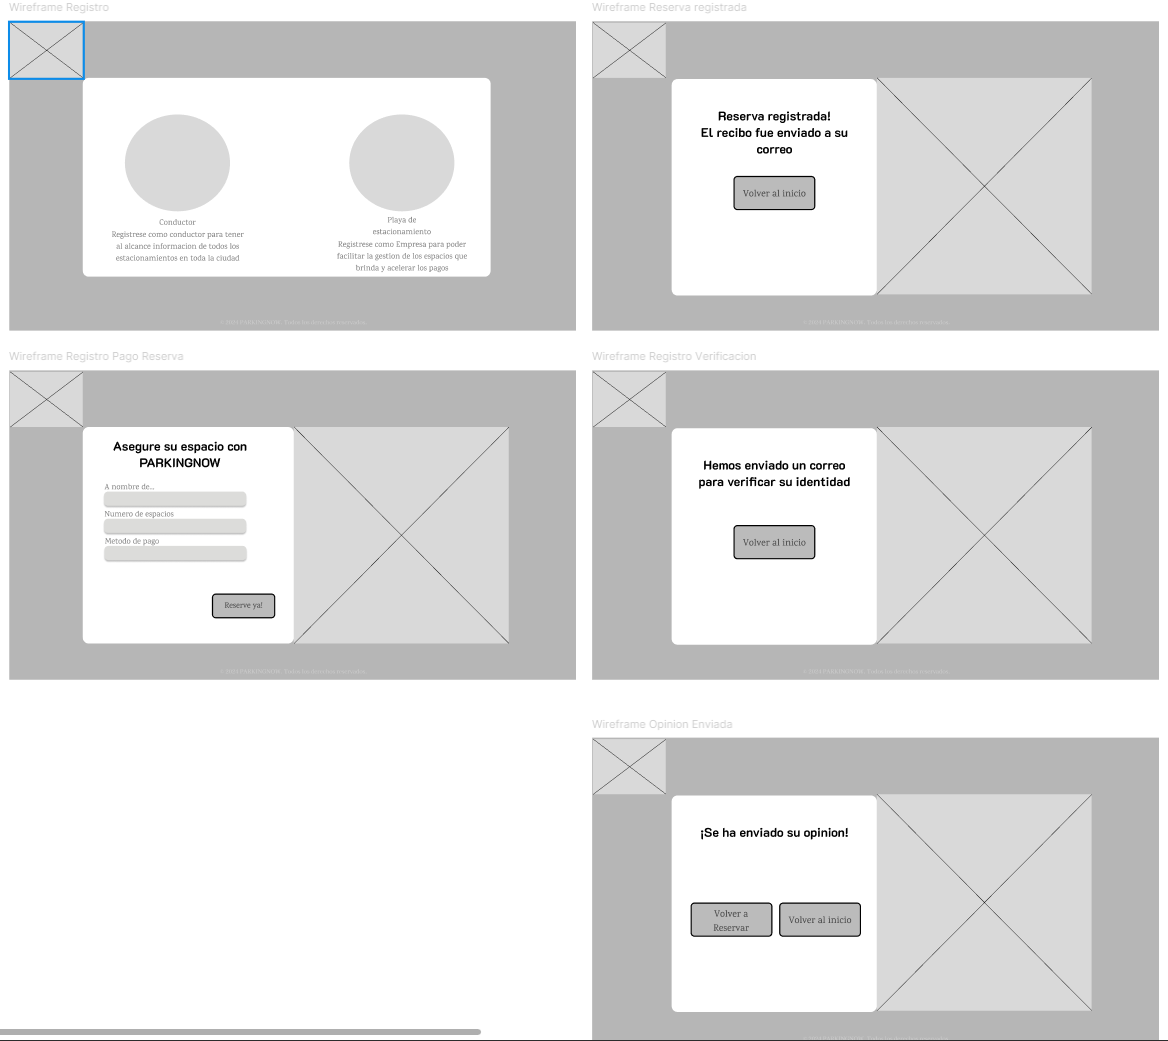 Wireframe Registro
Conductor
Registrese como conductor para tener
al alcance informacion de todos los
estacionamientos en toda la ciudad
Playa de
estacionamiento
Registrese como Empresa para poder
facilitar la gestion de los espacios que
brinda y acelerar los pagos
Wireframe Reserva registrada
Reserva registrada!
El recibo fue enviado a su
correo
Volver al inicio
Wireframe Registro Pago Reserva
Asegure su espacio con
PARKINGNOW
A nombre de...
Numero de espacios
Metodo de pago
Reserve ya!
Wireframe Registro Verificacion
Hemos enviado un correo
para verificar su identidad
Volver al inicio
Wireframe Opinion Enviada
¡Se ha enviado su opinion!
Volver a
Reservar
Volver al inicio